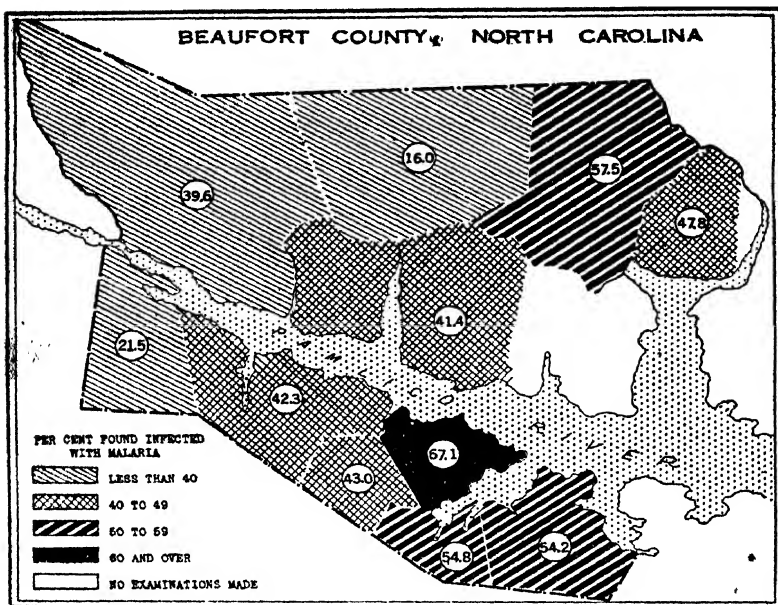 BEAUFORT COUNTY, NORTH CAROLINA
16.0
57.5
39.6
47.8
41.4
21.5
42.3
RIVER
67.1
43.0
54.8
54.2
PER CENT FOUND INFECTED
WITH MALARIA
LESS THAN 40
40 TO 49
50 TO 59
60 AND OVER
NO EXAMINATIONS MADE